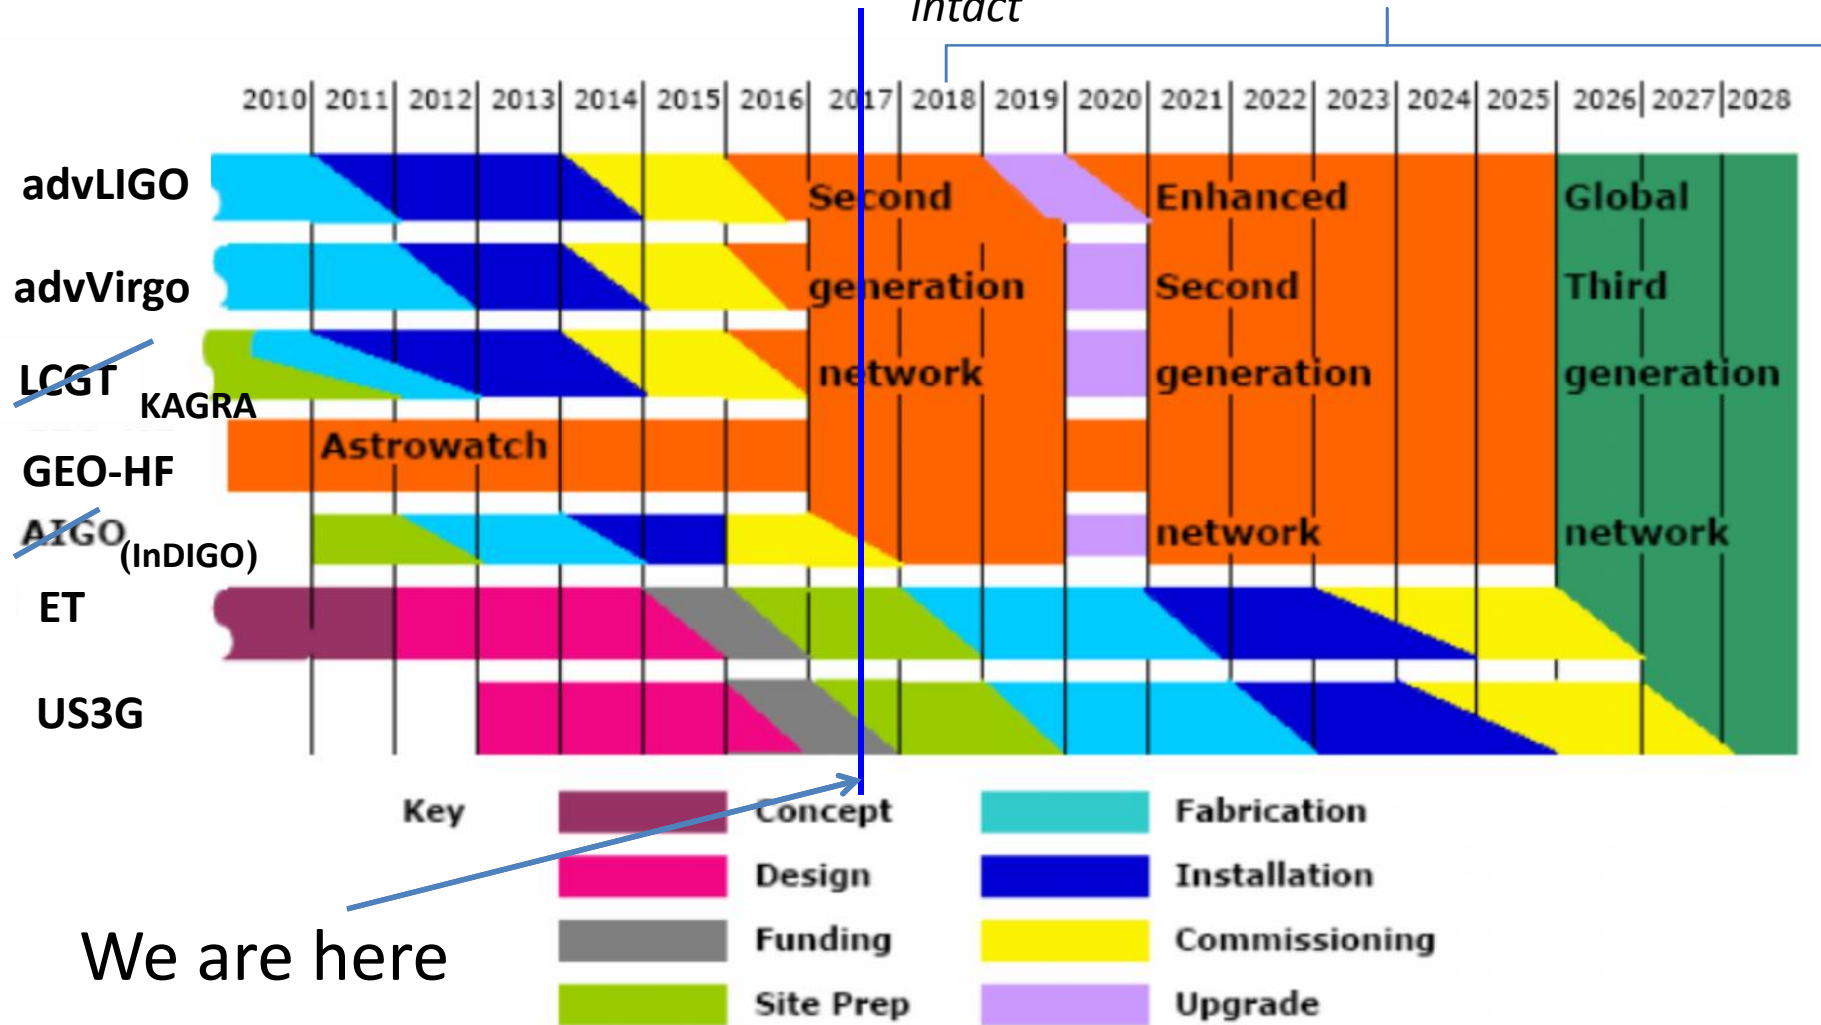 intact
2010 2011 2012 2013 2014 2015 2016 2017 2018 2019 2020 2021 2022 2023 2024 2025 2026 2027 2028
advLIGO Second Enhanced Global
advVirgo generation Second Third
LCGT network generation generation
KAGRA
Astrowatch
GEO-HF
AIGO network network
(InDIGO)
ET
US3G
Key Concept Fabrication
Design Installation
Funding Commissioning
Site Prep Upgrade
We are here